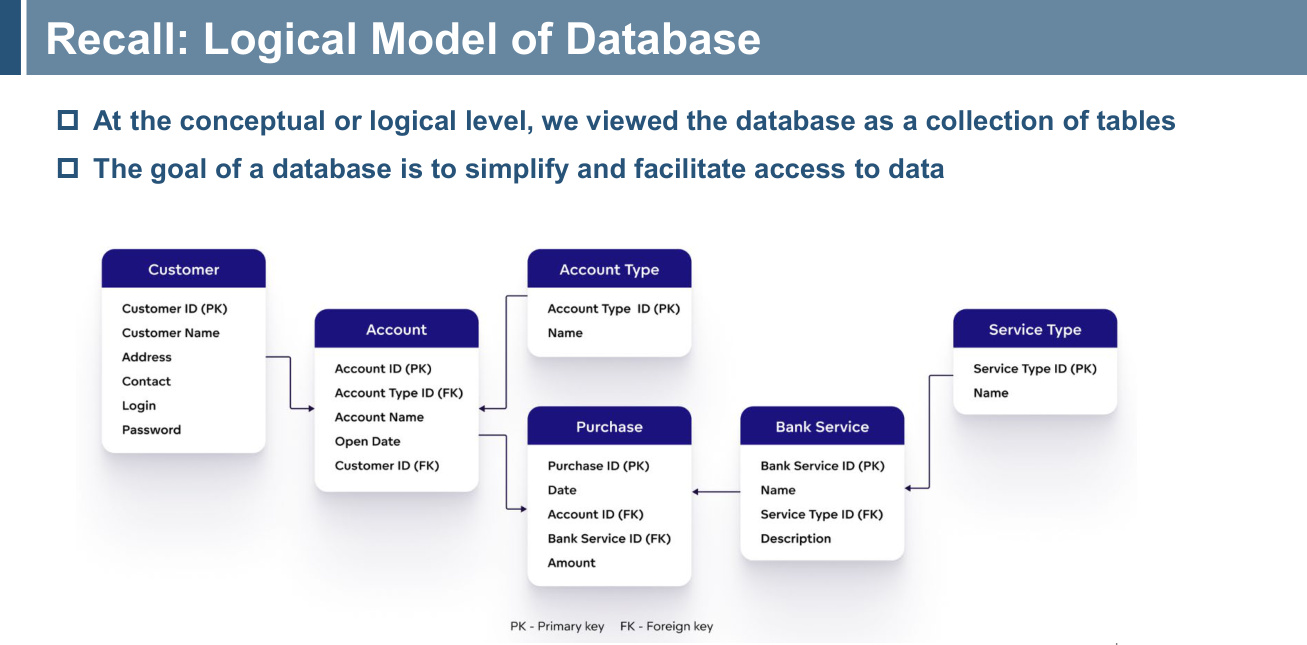 Recall: Logical Model of Database
At the conceptual or logical level, we viewed the database as a collection of tables
The goal of a database is to simplify and facilitate access to data
Customer
Customer ID (PK)
Customer Name
Address
Contact
Login
Password
Account
Account ID (PK)
Account Type ID (FK)
Account Name
Open Date
Customer ID (FK)
Account Type
Account Type ID (PK)
Name
Purchase
Purchase ID (PK)
Date
Account ID (FK)
Bank Service ID (FK)
Amount
Bank Service
Bank Service ID (PK)
Name
Service Type ID (FK)
Description
Service Type
Service Type ID (PK)
Name
PK - Primary key FK - Foreign key